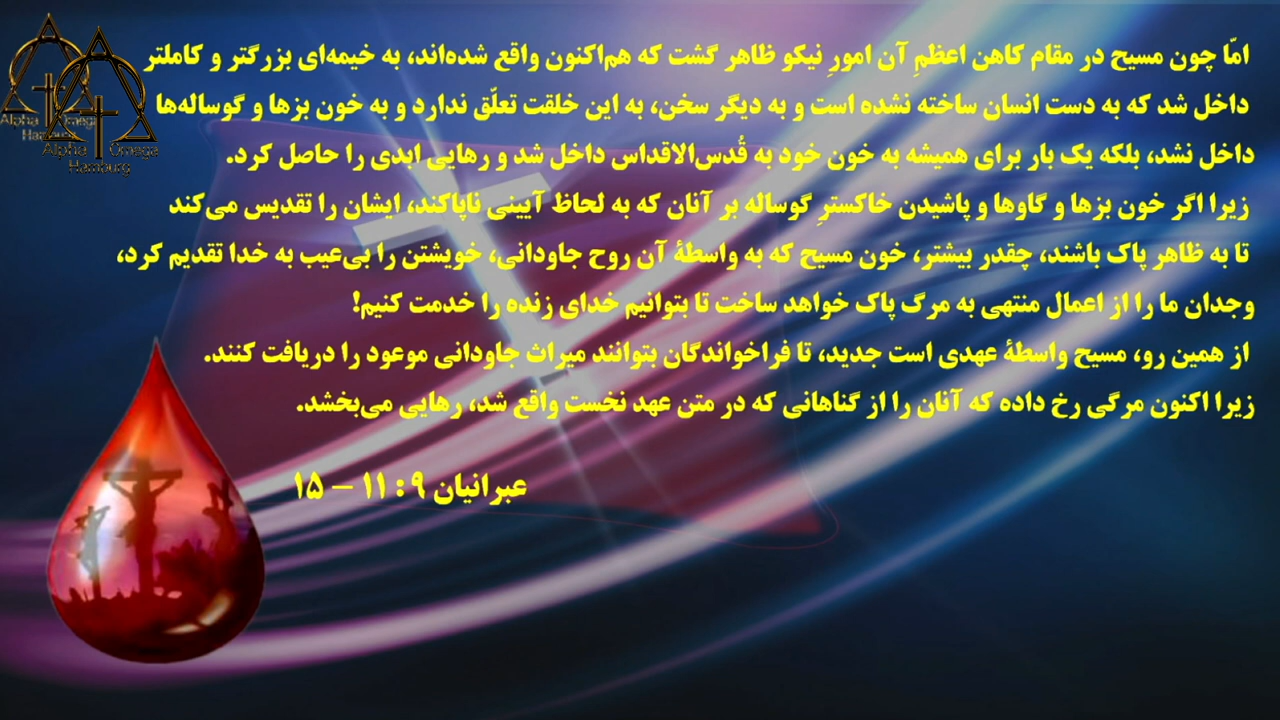 Alpha Omega
Hamburg
Alpha Omega
Hamburg
امّا چون مسیح در مقام کاهن اعظمِ آن امورِ نیکو ظاهر گشت که هم‌اکنون واقع شده‌اند، به خیمه‌ای بزرگتر و کاملتر
داخل شد که به دست انسان ساخته نشده است و به دیگر سخن، به این خلقت تعلّق ندارد و به خون بزها و گوساله‌ها
داخل نشد، بلکه یک بار برای همیشه به خون خود به قُدس‌الاقداس داخل شد و رهایی ابدی را حاصل کرد.
زیرا اگر خون بزها و گاوها و پاشیدن خاکسترِ گوساله بر آنان که به لحاظ آیینی ناپاکند، ایشان را تقدیس می‌کند
تا به ظاهر پاک باشند، چقدر بیشتر، خون مسیح که به واسطهٔ آن روح جاودانی، خویشتن را بی‌عیب به خدا تقدیم کرد،
وجدان ما را از اعمال منتهی به مرگ پاک خواهد ساخت تا بتوانیم خدای زنده را خدمت کنیم!
از همین رو، مسیح واسطهٔ عهدی است جدید، تا فراخواندگان بتوانند میراث جاودانی موعود را دریافت کنند.
زیرا اکنون مرگی رخ داده که آنان را از گناهانی که در متن عهد نخست واقع شد، رهایی می‌بخشد.
عبرانیان ۹ : ۱۱ – ۱۵